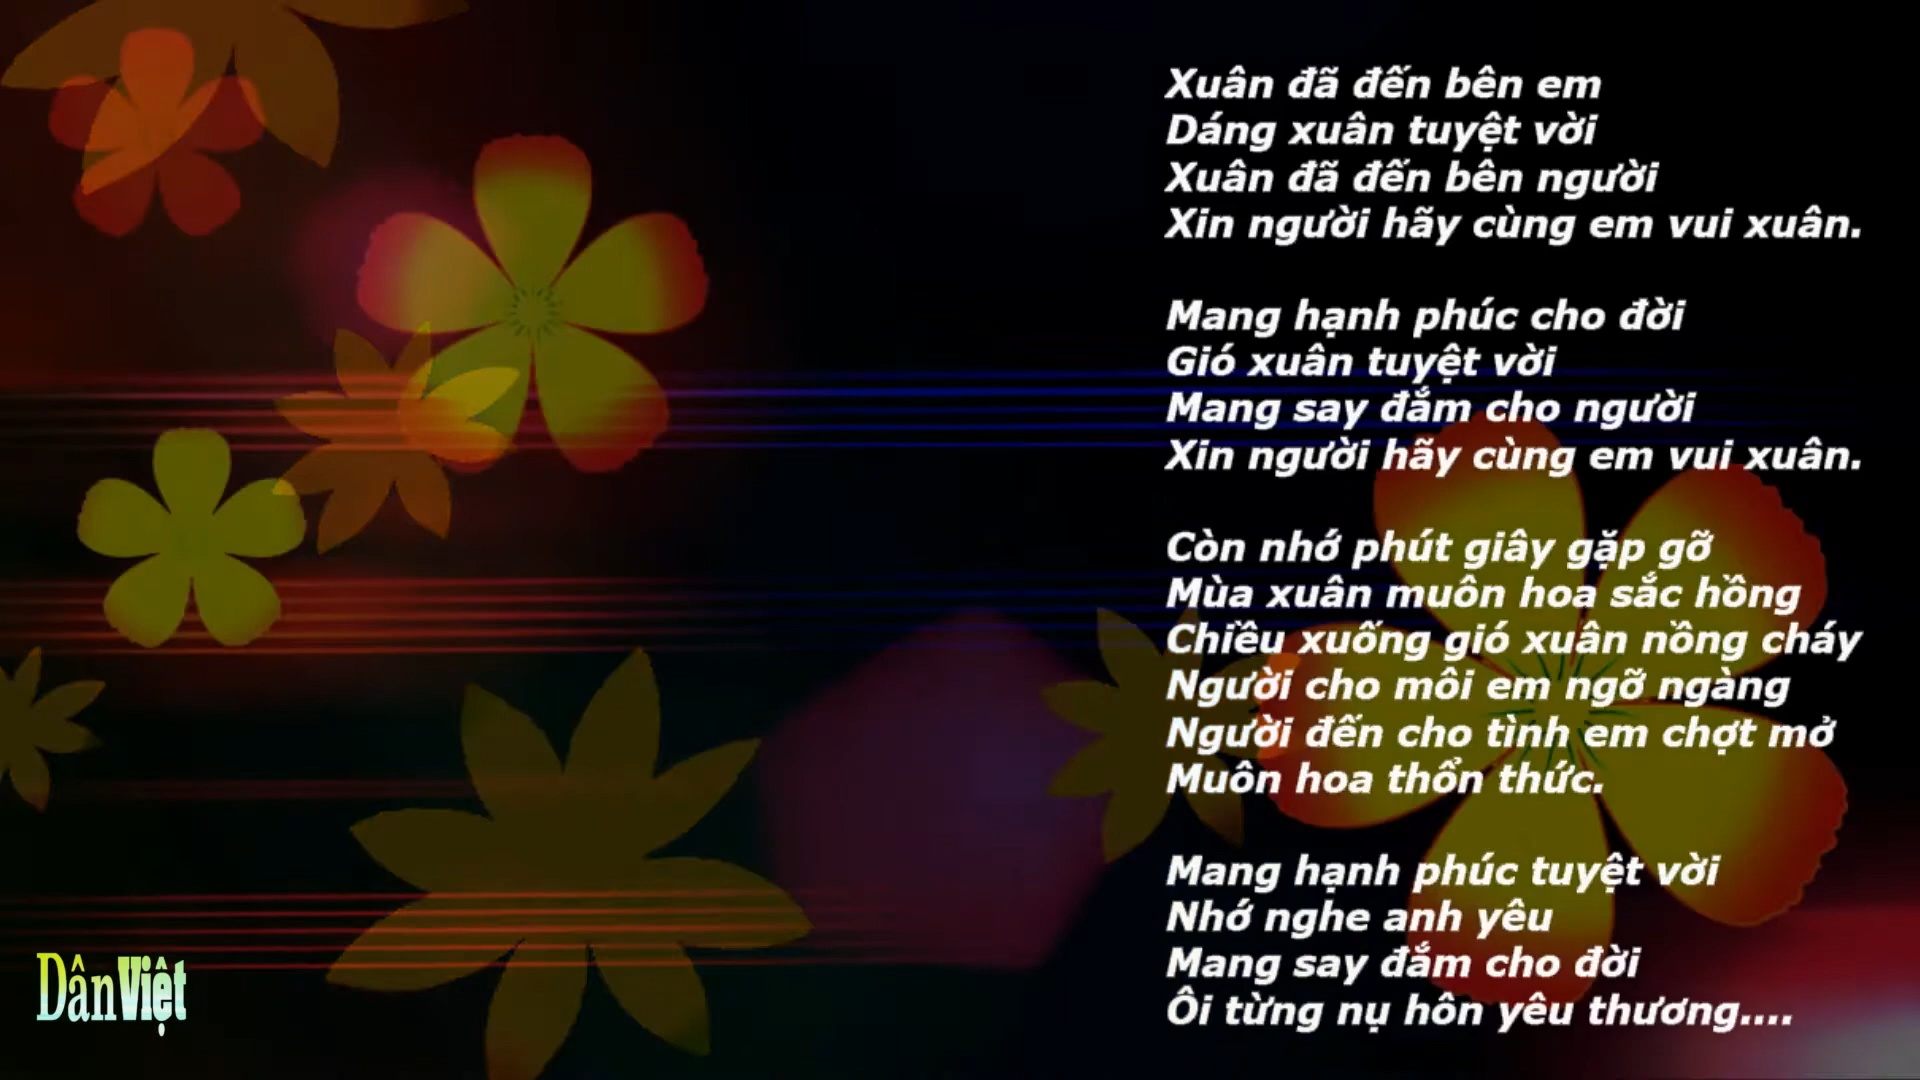 Xuân đã đến bên em
Dáng xuân tuyệt vời
Xuân đã đến bên người
Xin người hãy cùng em vui xuân.
Mang hạnh phúc cho đời
Gió xuân tuyệt vời
Mang say đắm cho người
Xin người hãy cùng em vui xuân.
Còn nhớ phút giây gặp gỡ
Mùa xuân muôn hoa sắc hồng
Chiều xuống gió xuân nồng cháy
Người cho môi em ngỡ ngàng
Người đến cho tình em chợt mở
Muôn hoa thổn thức.
Mang hạnh phúc tuyệt vời
Nhớ nghe anh yêu
Mang say đắm cho đời
Ôi từng nụ hôn yêu thương....
DânViệt